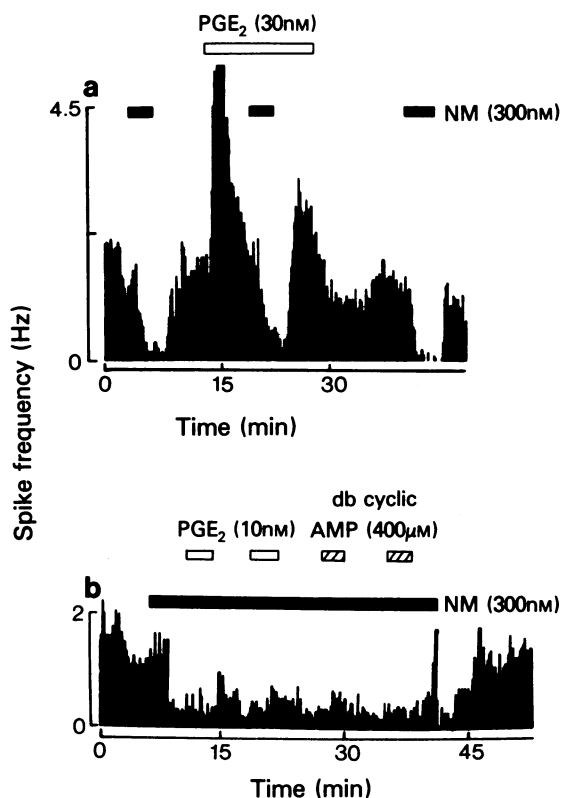 PGE₂ (30nM)
a
4.5
NM (300nM)
0
0 15 30
Time (min)
Spike frequency (Hz)
db cyclic
PGE₂ (10nM) AMP (400μM)
b
NM (300nM)
2
0
0 15 30 45
Time (min)